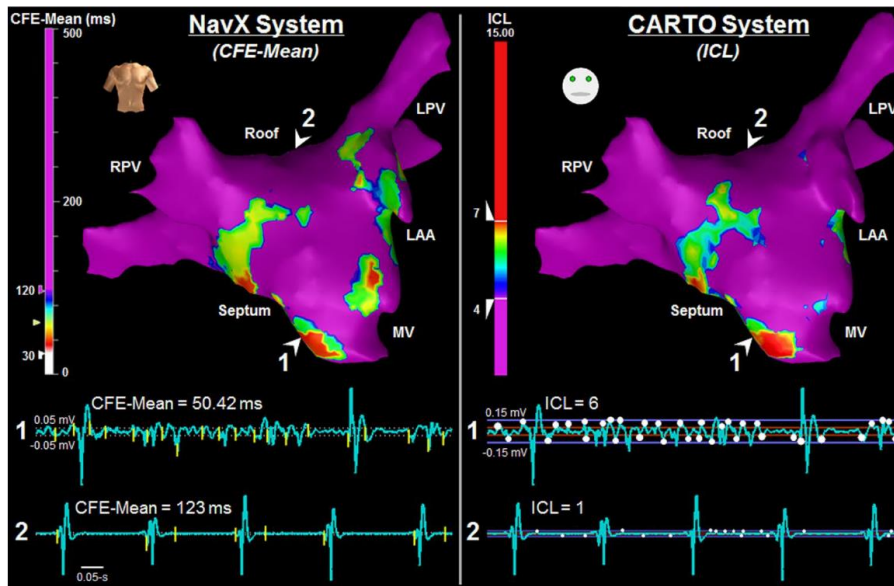 CFE-Mean (ms)
500
200
120
30
0
NavX System
(CFE-Mean)
2
Roof
LPV
RPV
LAA
Septum
MV
1
ICL
15.00
7
4
CARTO System
(ICL)
2
Roof
LPV
RPV
LAA
Septum
MV
1
CFE-Mean = 50.42 ms
1
0.05 mV
-0.05 mV
CFE-Mean = 123 ms
2
0.05-s
ICL = 6
1
0.15 mV
-0.15 mV
ICL = 1
2